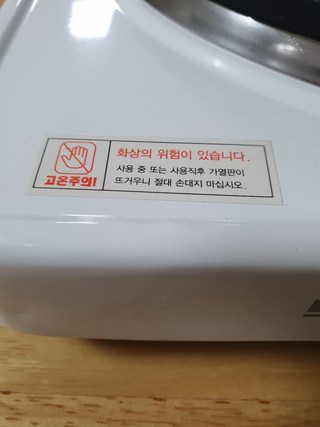 고온주의!
화상의 위험이 있습니다.
사용 중 또는 사용직후 가열판이
뜨거우니 절대 손대지 마십시오.